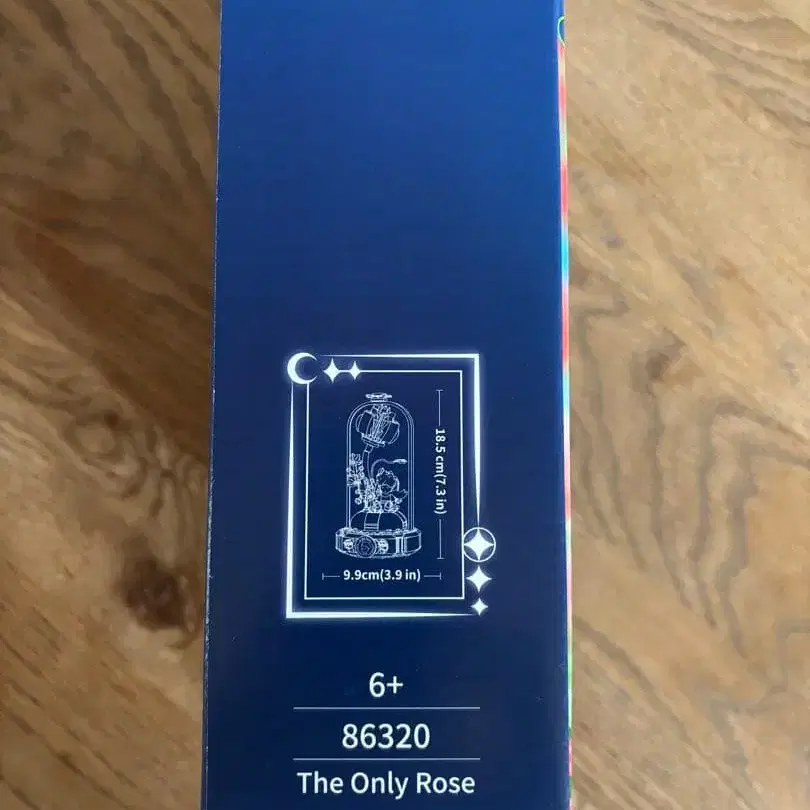 18.5 cm(7.3 in)
9.9cm(3.9 in)
6+
86320
The Only Rose